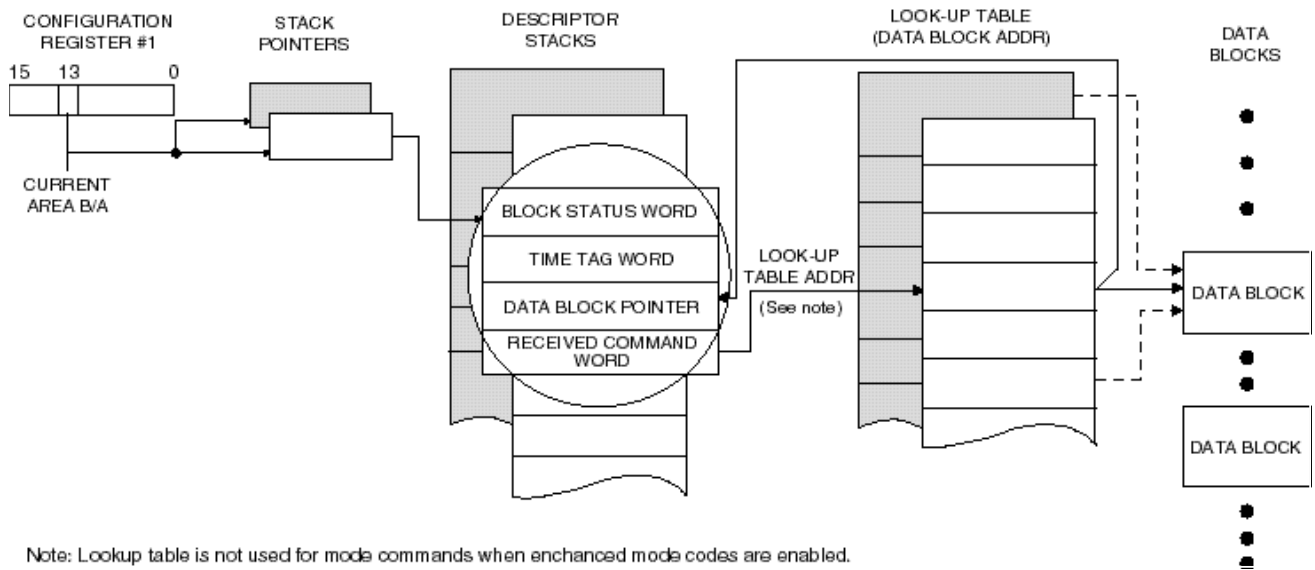 CONFIGURATION
REGISTER #1
15 13 0
CURRENT
AREA B/A
STACK
POINTERS
DESCRIPTOR
STACKS
BLOCK STATUS WORD
TIME TAG WORD
DATA BLOCK POINTER
RECEIVED COMMAND
WORD
LOOK-UP
TABLE ADDR
(See note)
LOOK-UP TABLE
(DATA BLOCK ADDR)
DATA
BLOCKS
DATA BLOCK
DATA BLOCK
Note: Lookup table is not used for mode commands when enchanced mode codes are enabled.